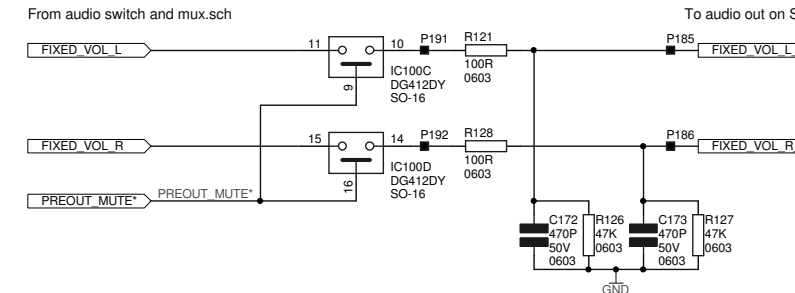 From audio switch and mux.sch
To audio out on S
FIXED_VOL_L
11
10
P191
R121
100R
0603
P185
FIXED_VOL_L
9
IC100C
DG412DY
SO-16
FIXED_VOL_R
15
14
P192
R128
100R
0603
P186
FIXED_VOL_R
16
IC100D
DG412DY
SO-16
PREOUT_MUTE*
PREOUT_MUTE*
C172
470P
50V
0603
R126
47K
0603
C173
470P
50V
0603
R127
47K
0603
GND